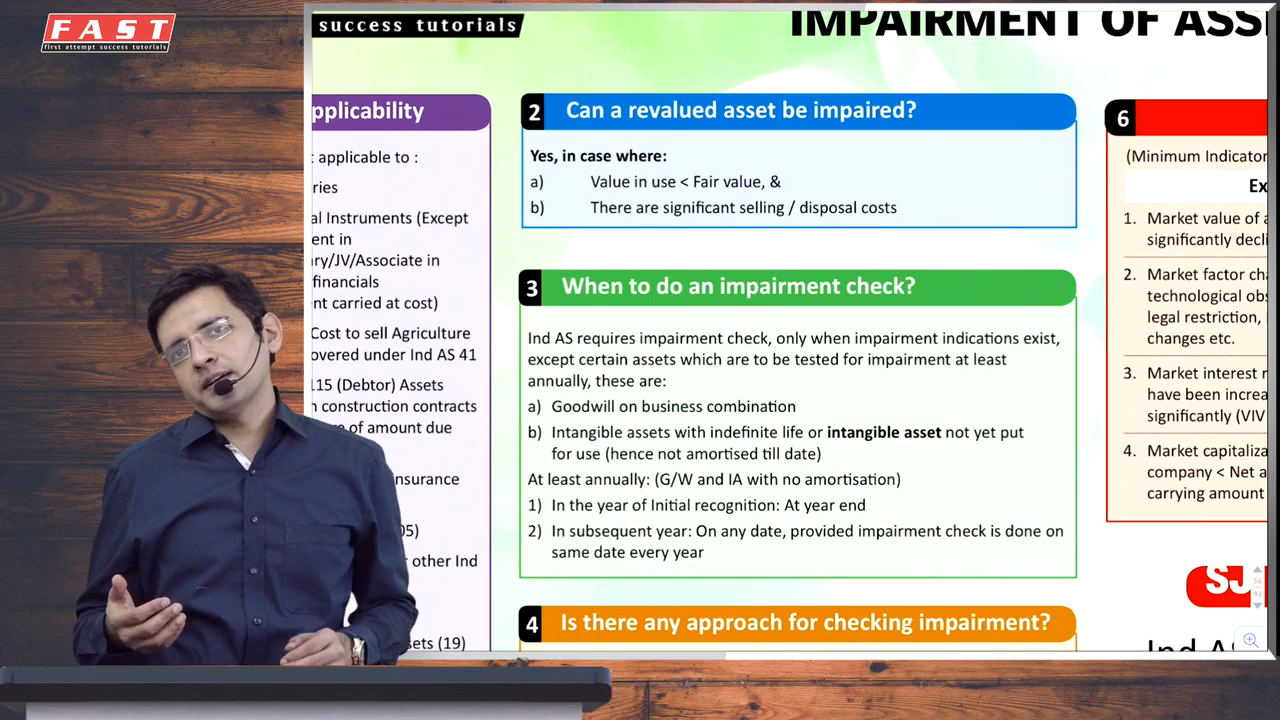 FAST
first attempt success tutorials
success tutorials
IMPAIRMENT OF ASS
pplicability
applicable to :
ries
al Instruments (Except
ent in
ary/JV/Associate in
financials
nt carried at cost)
Cost to sell Agriculture
overed under Ind AS 41
115 (Debtor) Assets
construction contracts
of amount due
nsurance
05)
other Ind
sets (19)
2 Can a revalued asset be impaired?
Yes, in case where:
a) Value in use < Fair value, &
b) There are significant selling / disposal costs
3 When to do an impairment check?
Ind AS requires impairment check, only when impairment indications exist,
except certain assets which are to be tested for impairment at least
annually, these are:
a) Goodwill on business combination
b) Intangible assets with indefinite life or intangible asset not yet put
for use (hence not amortised till date)
At least annually: (G/W and IA with no amortisation)
1) In the year of Initial recognition: At year end
2) In subsequent year: On any date, provided impairment check is done on
same date every year
4 Is there any approach for checking impairment?
6
(Minimum Indicator
Ex
1. Market value of a
significantly decli
2. Market factor cha
technological obs
legal restriction,
changes etc.
3. Market interest r
have been increa
significantly (VIV
4. Market capitaliza
company < Net a
carrying amount
SJ
Ind AS